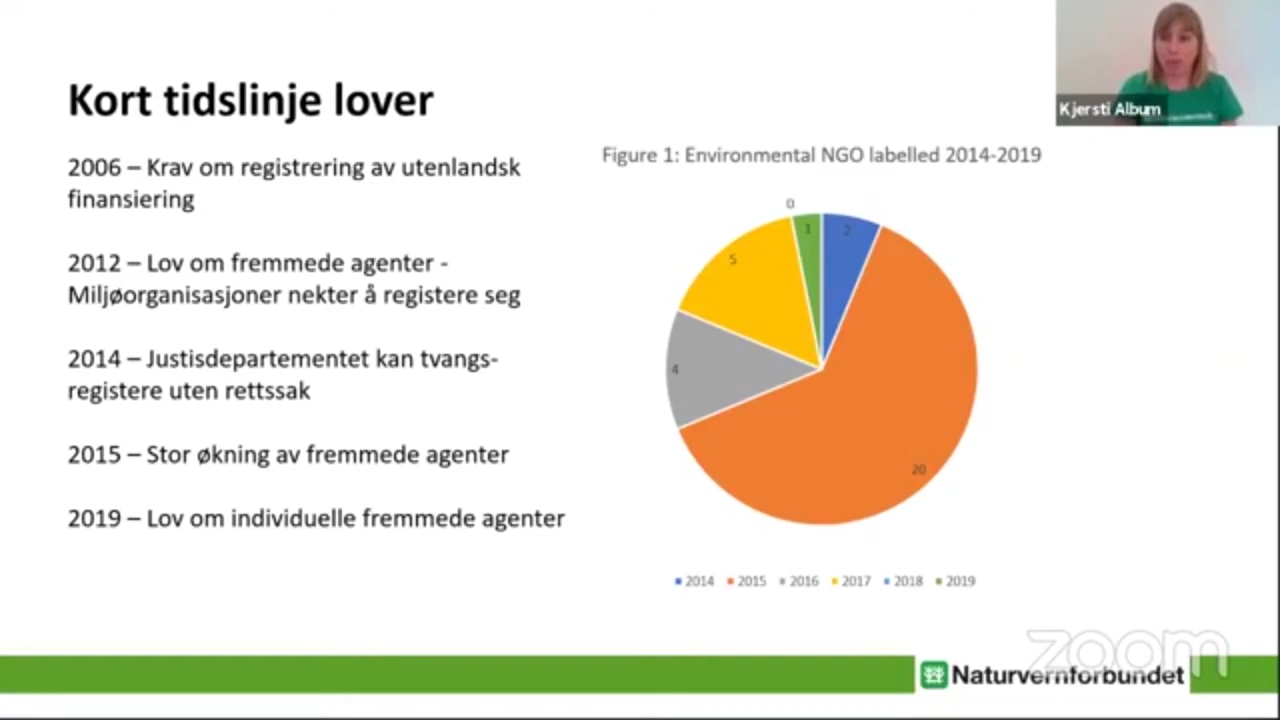 Kort tidslinje lover
2006 – Krav om registrering av utenlandsk
finansiering
2012 – Lov om fremmede agenter -
Miljøorganisasjoner nekter å registere seg
2014 – Justisdepartementet kan tvangs-
registere uten rettssak
2015 – Stor økning av fremmede agenter
2019 – Lov om individuelle fremmede agenter
Kjersti Album
Figure 1: Environmental NGO labelled 2014-2019
0
1
2
5
4
20
2014 2015 2016 2017 2018 2019
zoom
Naturvernforbundet